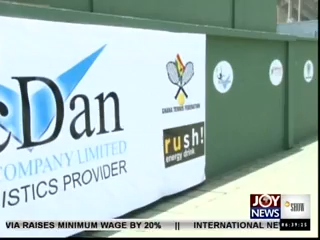 cDan
COMPANY LIMITED
ISTICS PROVIDER
GHANA TENNIS FEDERATION
rush!
energy drink
JOY
NEWS
VIA RAISES MINIMUM WAGE BY 20% || INTERNATIONAL NE